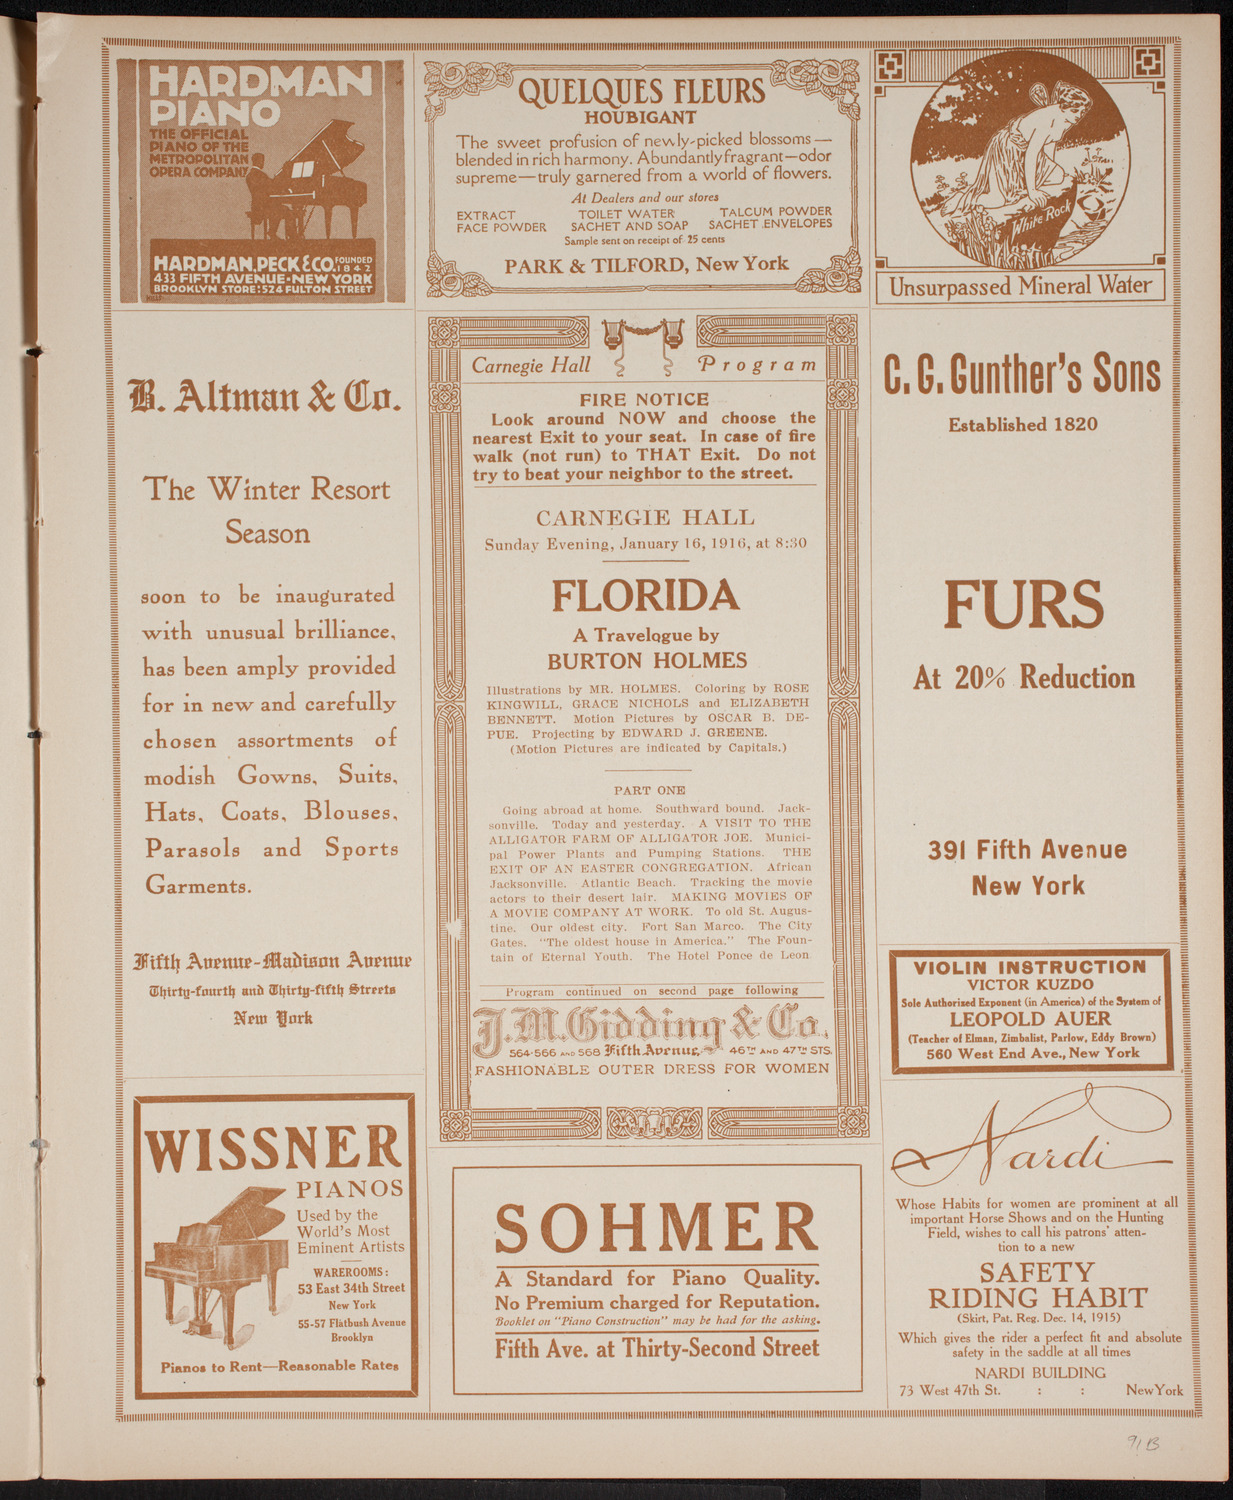 HARDMAN
PIANO
THE OFFICIAL
PIANO OF THE
METROPOLITAN
OPERA COMPANY
HARDMAN, PECK & CO. FOUNDED 1842
433 FIFTH AVENUE-NEW YORK
BROOKLYN STORE: 524 FULTON STREET
QUELQUES FLEURS
HOUBIGANT
The sweet profusion of newly-picked blossoms—
blended in rich harmony. Abundantly fragrant—odor
supreme—truly garnered from a world of flowers.
At Dealers and our stores
EXTRACT TOILET WATER TALCUM POWDER
FACE POWDER SACHET AND SOAP SACHET ENVELOPES
Sample sent on receipt of 25 cents
PARK & TILFORD, New York
White Rock
Unsurpassed Mineral Water
B. Altman & Co.
The Winter Resort
Season
soon to be inaugurated
with unusual brilliance,
has been amply provided
for in new and carefully
chosen assortments of
modish Gowns, Suits,
Hats, Coats, Blouses,
Parasols and Sports
Garments.
Fifth Avenue-Madison Avenue
Thirty-fourth and Thirty-fifth Streets
New York
Carnegie Hall Program
FIRE NOTICE
Look around NOW and choose the
nearest Exit to your seat. In case of fire
walk (not run) to THAT Exit. Do not
try to beat your neighbor to the street.
CARNEGIE HALL
Sunday Evening, January 16, 1916, at 8:30
FLORIDA
A Travelogue by
BURTON HOLMES
Illustrations by MR. HOLMES. Coloring by ROSE
KINGWILL, GRACE NICHOLS and ELIZABETH
BENNETT. Motion Pictures by OSCAR B. DE-
PUE. Projecting by EDWARD J. GREENE.
(Motion Pictures are indicated by Capitals.)
PART ONE
Going abroad at home. Southward bound. Jack-
sonville. Today and yesterday. A VISIT TO THE
ALLIGATOR FARM OF ALLIGATOR JOE. Munici-
pal Power Plants and Pumping Stations. THE
EXIT OF AN EASTER CONGREGATION. African
Jacksonville. Atlantic Beach. Tracking the movie
actors to their desert lair. MAKING MOVIES OF
A MOVIE COMPANY AT WORK. To old St. Augus-
tine. Our oldest city. Fort San Marco. The City
Gates. "The oldest house in America." The Foun-
tain of Eternal Youth. The Hotel Ponce de Leon
Program continued on second page following
J. M. Gidding & Co.
564-566 AND 568 Fifth Avenue, 46TH AND 47TH STS.
FASHIONABLE OUTER DRESS FOR WOMEN
C. G. Gunther's Sons
Established 1820
FURS
At 20% Reduction
391 Fifth Avenue
New York
VIOLIN INSTRUCTION
VICTOR KUZDO
Sole Authorized Exponent (in America) of the System of
LEOPOLD AUER
(Teacher of Elman, Zimbalist, Parlow, Eddy Brown)
560 West End Ave., New York
WISSNER
PIANOS
Used by the
World's Most
Eminent Artists
WAREROOMS:
53 East 34th Street
New York
55-57 Flatbush Avenue
Brooklyn
Pianos to Rent—Reasonable Rates
SOHMER
A Standard for Piano Quality.
No Premium charged for Reputation.
Booklet on "Piano Construction" may be had for the asking.
Fifth Ave. at Thirty-Second Street
Nardi
Whose Habits for women are prominent at all
important Horse Shows and on the Hunting
Field, wishes to call his patrons' atten-
tion to a new
SAFETY
RIDING HABIT
(Skirt, Pat. Reg. Dec. 14, 1915)
Which gives the rider a perfect fit and absolute
safety in the saddle at all times
NARDI BUILDING
73 West 47th St. : : New York
91B